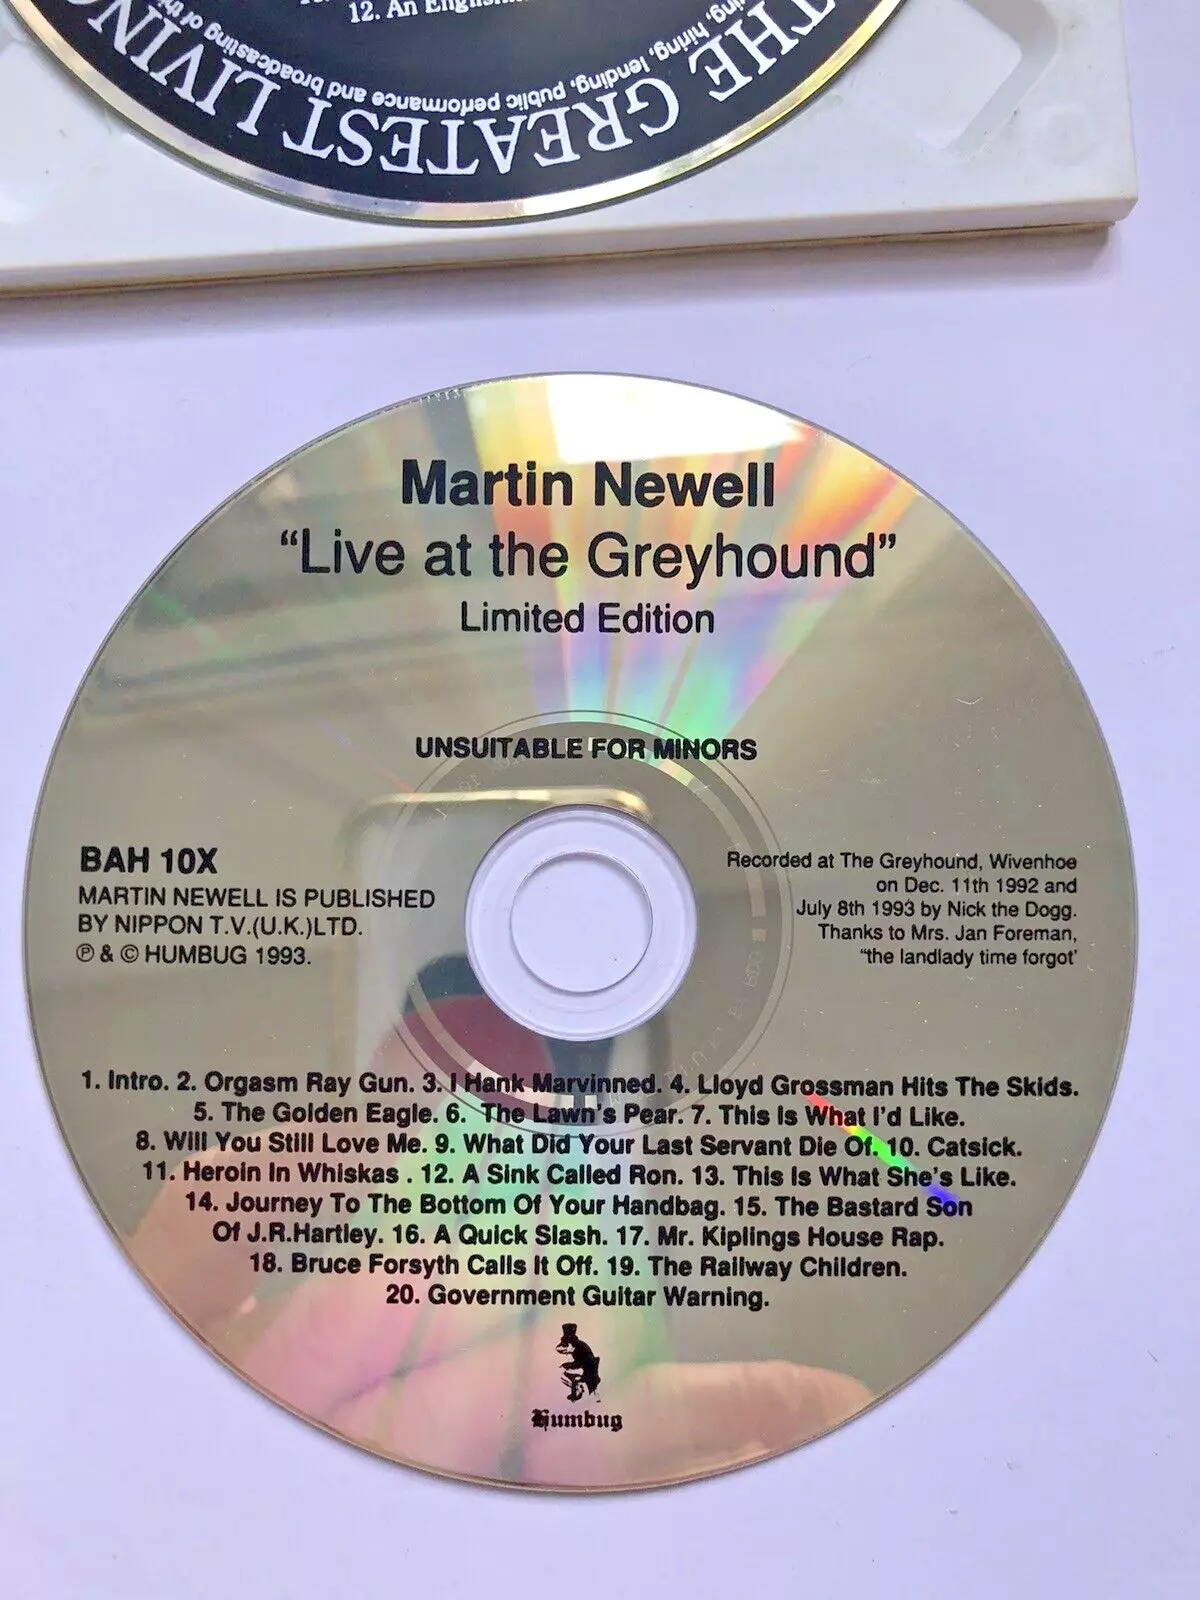 12. An
THE GREATEST LIVING
hiring, lending, public performance and broadcasting of
Martin Newell
“Live at the Greyhound”
Limited Edition
UNSUITABLE FOR MINORS
BAH 10X
MARTIN NEWELL IS PUBLISHED
BY NIPPON T.V.(U.K.)LTD.
℗ & © HUMBUG 1993.
Recorded at The Greyhound, Wivenhoe
on Dec. 11th 1992 and
July 8th 1993 by Nick the Dogg.
Thanks to Mrs. Jan Foreman,
“the landlady time forgot’
1. Intro. 2. Orgasm Ray Gun. 3. I Hank Marvinned. 4. Lloyd Grossman Hits The Skids.
5. The Golden Eagle. 6. The Lawn’s Pear. 7. This Is What I’d Like.
8. Will You Still Love Me. 9. What Did Your Last Servant Die Of. 10. Catsick.
11. Heroin In Whiskas . 12. A Sink Called Ron. 13. This Is What She’s Like.
14. Journey To The Bottom Of Your Handbag. 15. The Bastard Son
Of J.R.Hartley. 16. A Quick Slash. 17. Mr. Kiplings House Rap.
18. Bruce Forsyth Calls It Off. 19. The Railway Children.
20. Government Guitar Warning.
Humbug